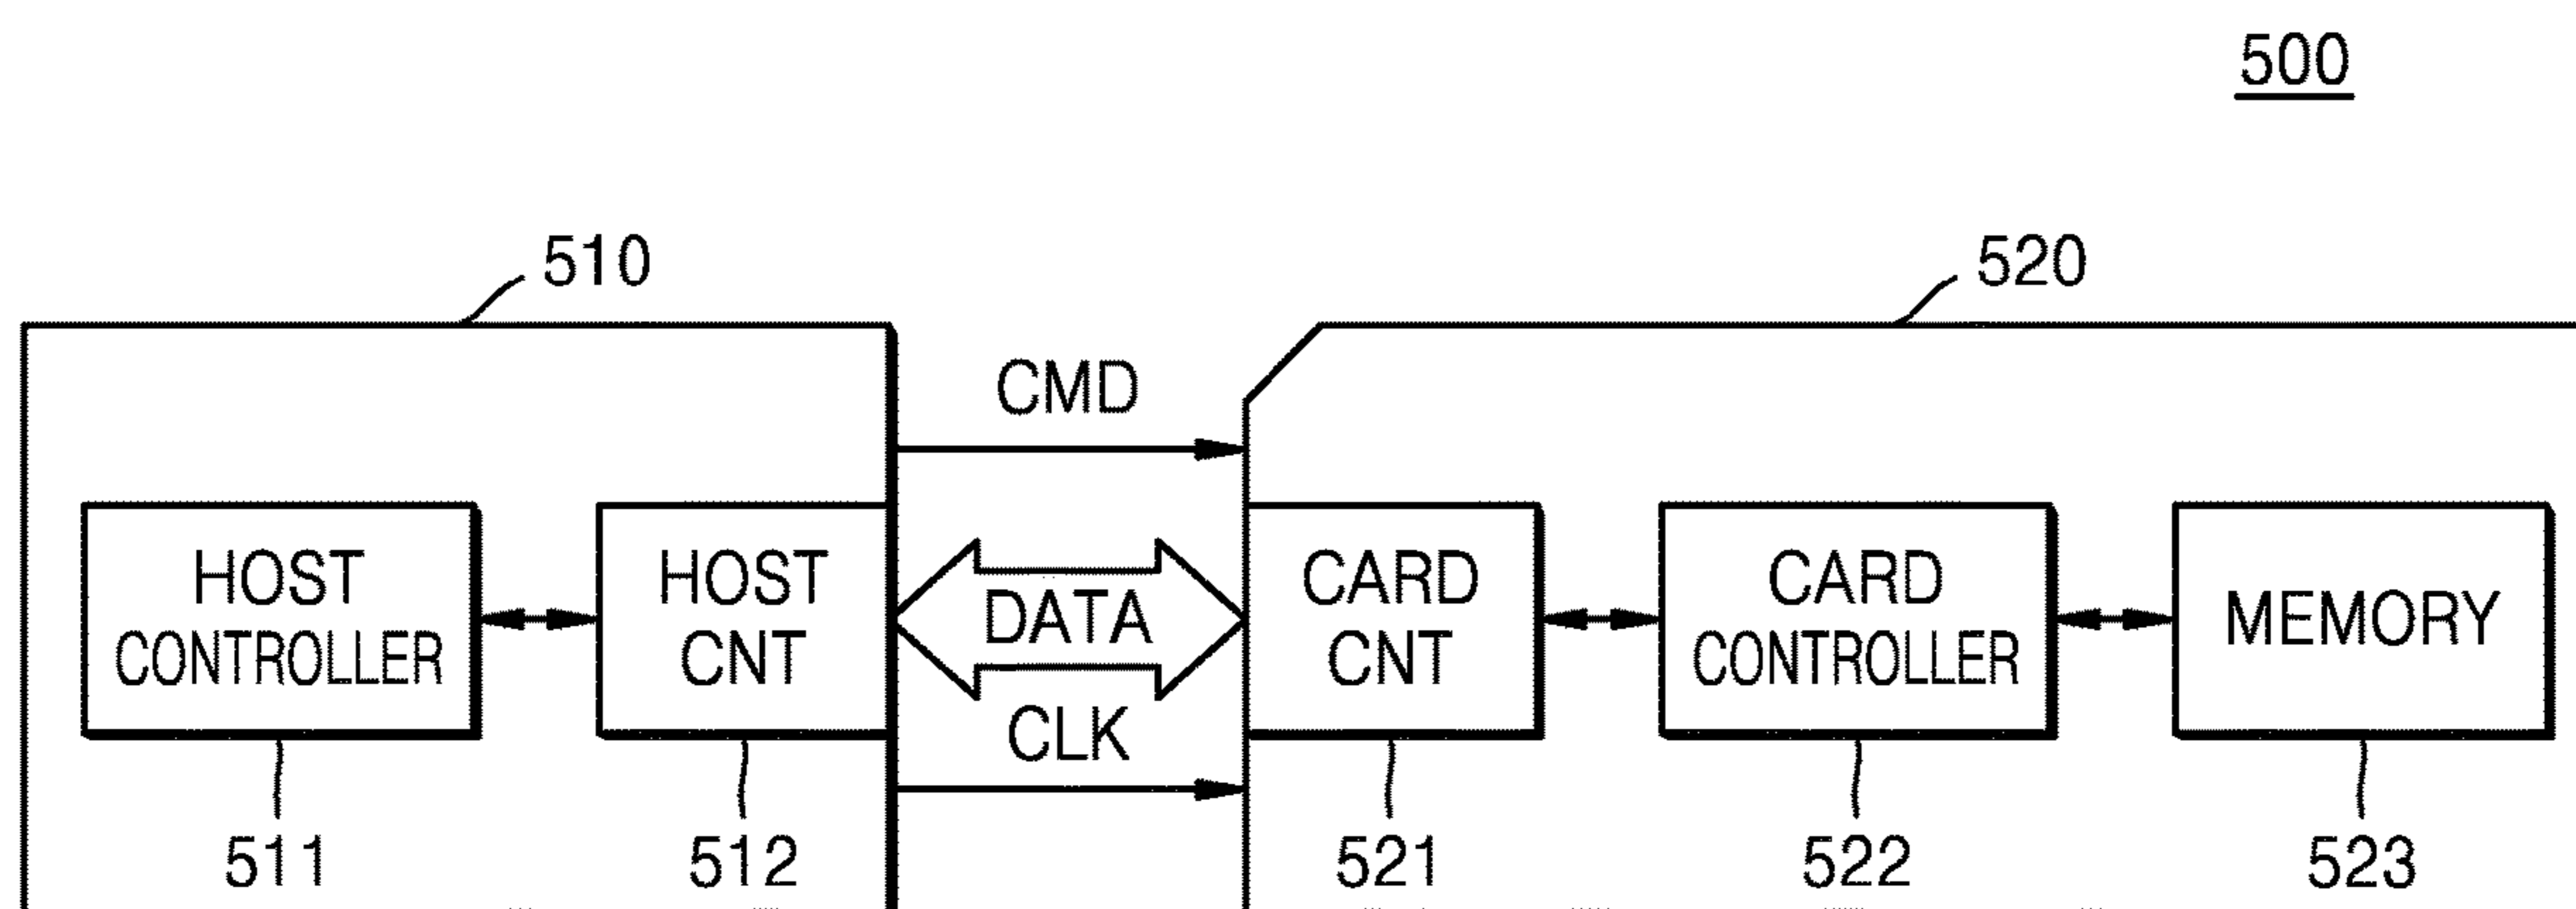 500
510
520
CMD
HOST
CONTROLLER
HOST
CNT
DATA
CARD
CNT
CARD
CONTROLLER
MEMORY
CLK
511
512
521
522
523